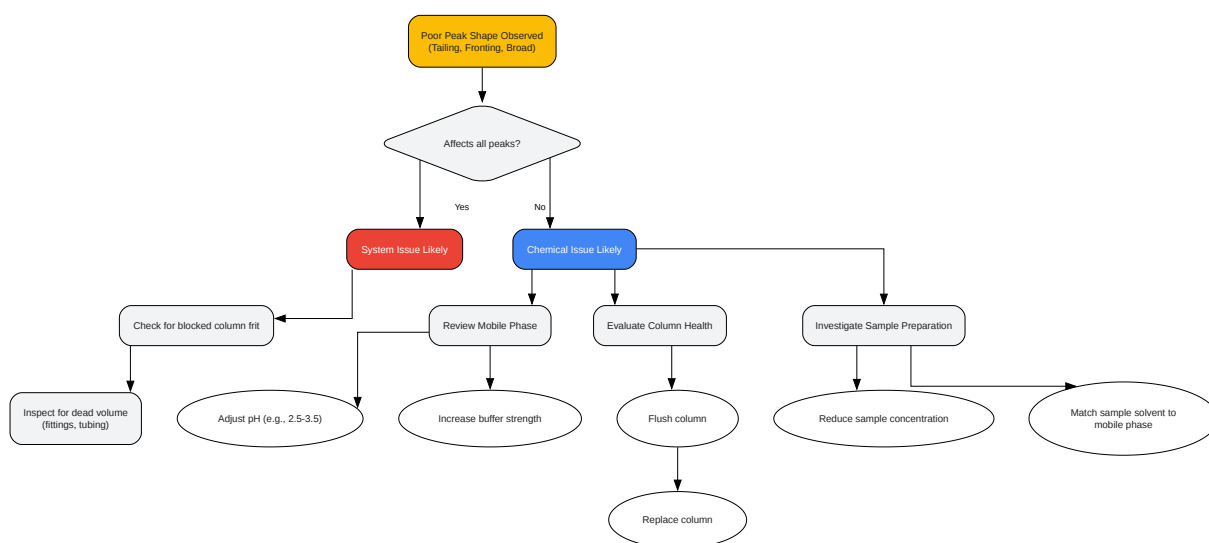 Poor Peak Shape Observed
(Tailing, Fronting, Broad)
Affects all peaks?
Yes
No
System Issue Likely
Chemical Issue Likely
Check for blocked column frit
Review Mobile Phase
Evaluate Column Health
Investigate Sample Preparation
Inspect for dead volume
(fittings, tubing)
Adjust pH (e.g., 2.5-3.5)
Increase buffer strength
Flush column
Reduce sample concentration
Match sample solvent to
mobile phase
Replace column